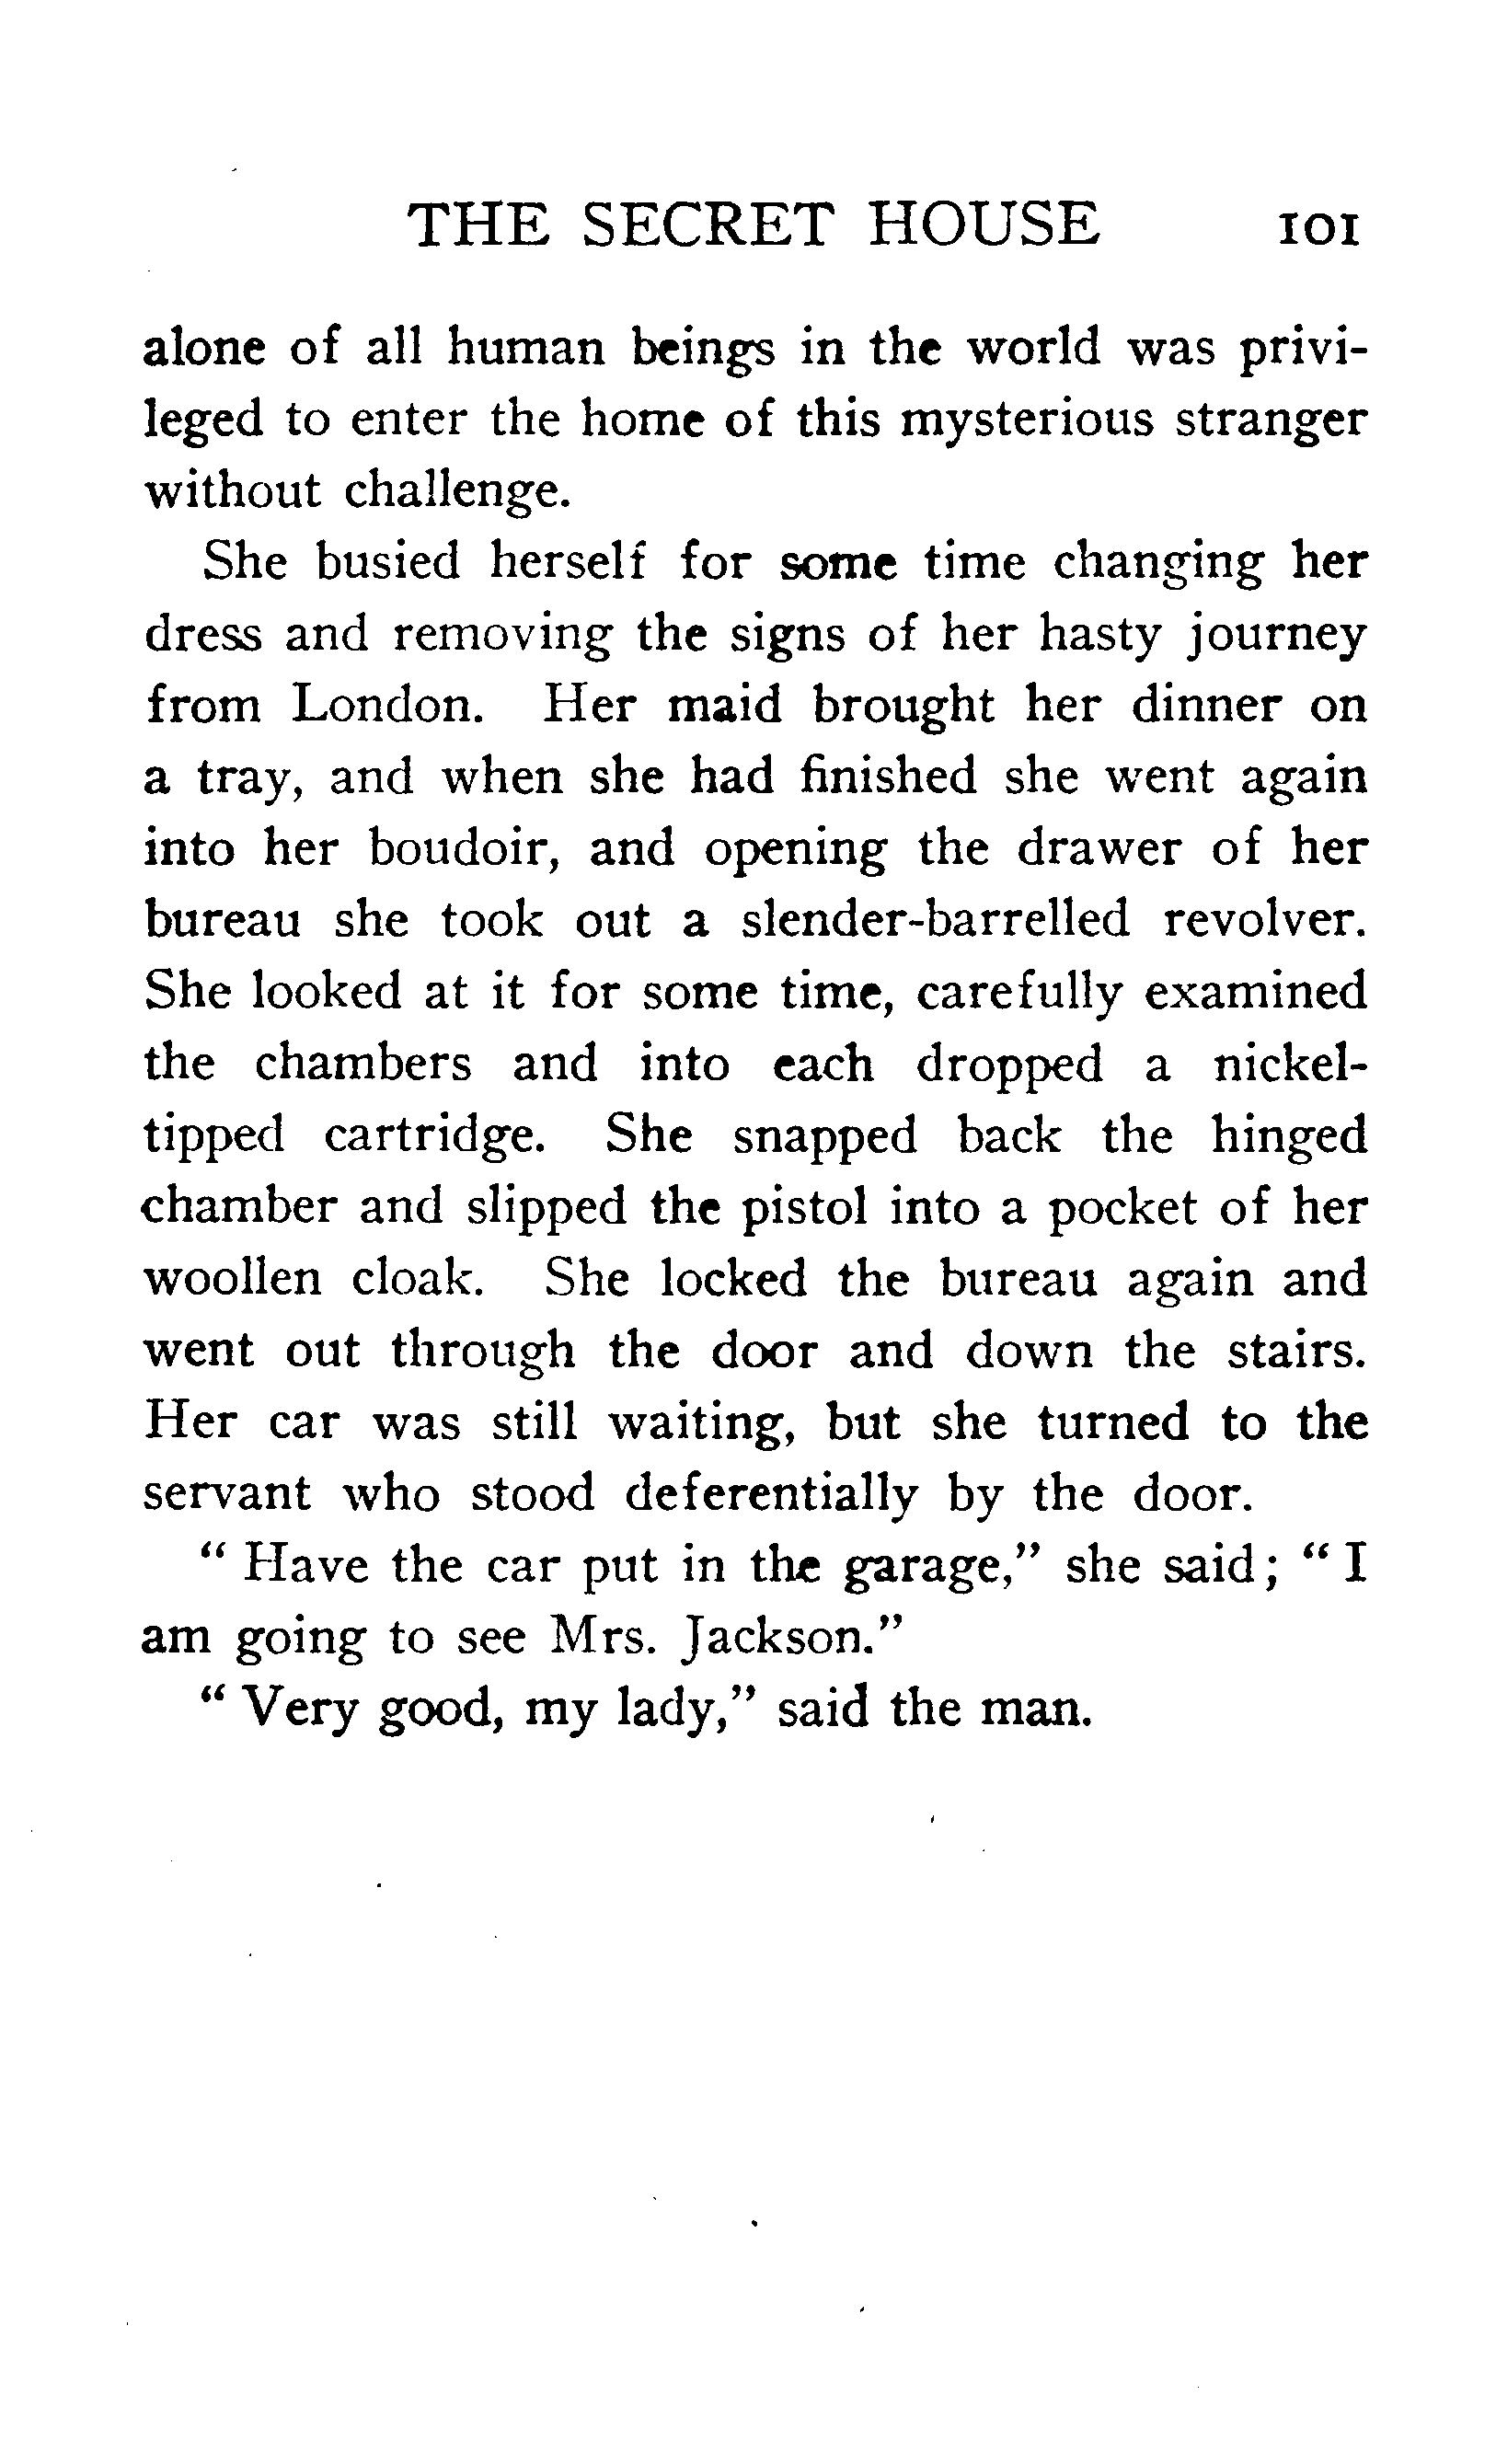 THE SECRET HOUSE 101
alone of all human beings in the world was privi-
leged to enter the home of this mysterious stranger
without challenge.
She busied herself for some time changing her
dress and removing the signs of her hasty journey
from London. Her maid brought her dinner on
a tray, and when she had finished she went again
into her boudoir, and opening the drawer of her
bureau she took out a slender-barrelled revolver.
She looked at it for some time, carefully examined
the chambers and into each dropped a nickel-
tipped cartridge. She snapped back the hinged
chamber and slipped the pistol into a pocket of her
woollen cloak. She locked the bureau again and
went out through the door and down the stairs.
Her car was still waiting, but she turned to the
servant who stood deferentially by the door.
" Have the car put in the garage," she said ; " I
am going to see Mrs. Jackson."
" Very good, my lady," said the man.